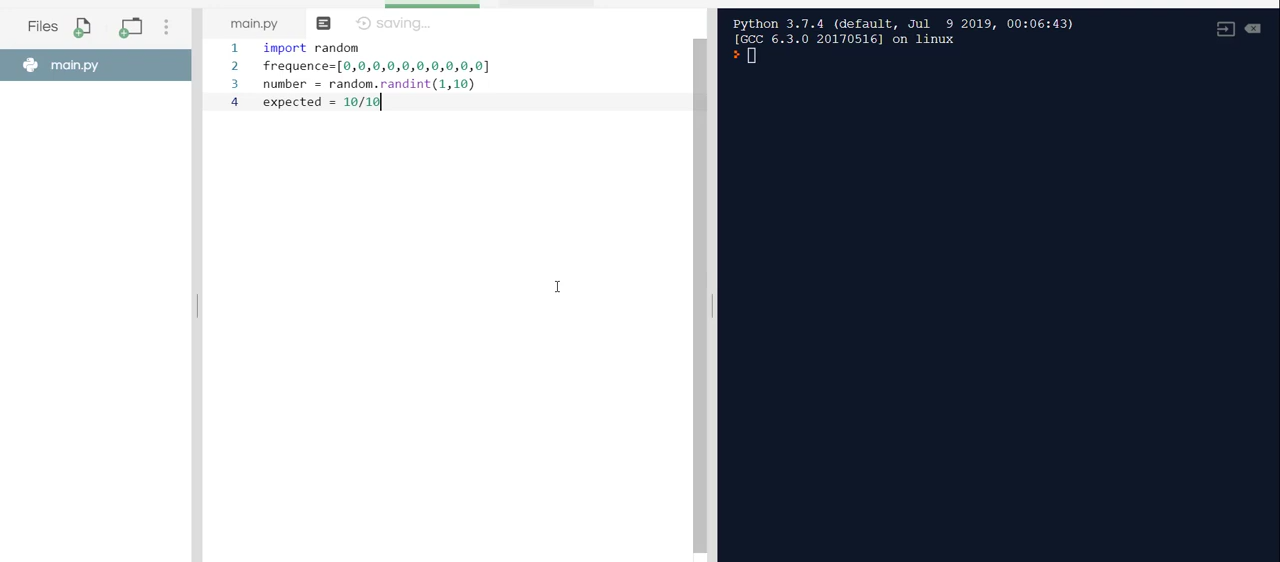 Files
main.py
main.py
saving...
1 import random
2 frequence=[0,0,0,0,0,0,0,0,0,0]
3 number = random.randint(1,10)
4 expected = 10/10
Python 3.7.4 (default, Jul  9 2019, 00:06:43)
[GCC 6.3.0 20170516] on linux